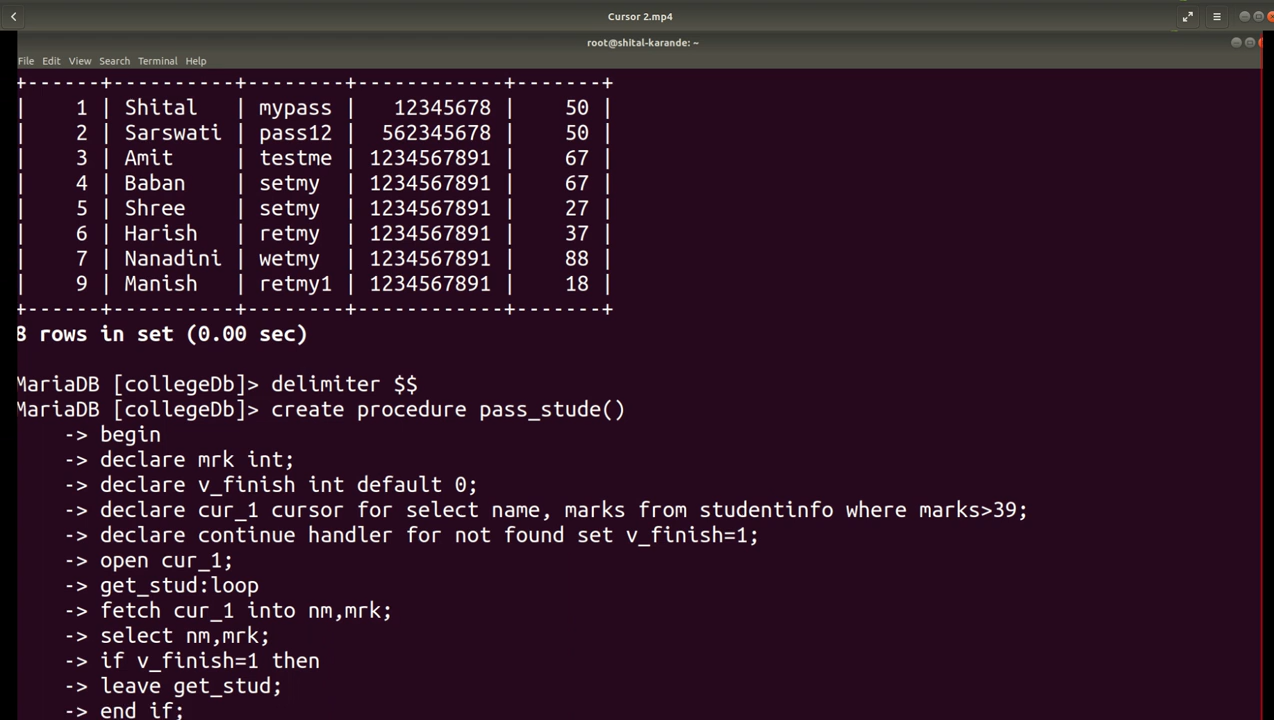 Cursor 2.mp4
root@shital-karande: ~
File Edit View Search Terminal Help
+------+----------+--------+------------+-------+
| 1 | Shital | mypass | 12345678 | 50 |
| 2 | Sarswati | pass12 | 562345678 | 50 |
| 3 | Amit | testme | 1234567891 | 67 |
| 4 | Baban | setmy | 1234567891 | 67 |
| 5 | Shree | setmy | 1234567891 | 27 |
| 6 | Harish | retmy | 1234567891 | 37 |
| 7 | Nanadini | wetmy | 1234567891 | 88 |
| 9 | Manish | retmy1 | 1234567891 | 18 |
+------+----------+--------+------------+-------+
8 rows in set (0.00 sec)
MariaDB [collegeDb]> delimiter $$
MariaDB [collegeDb]> create procedure pass_stude()
-> begin
-> declare mrk int;
-> declare v_finish int default 0;
-> declare cur_1 cursor for select name, marks from studentinfo where marks>39;
-> declare continue handler for not found set v_finish=1;
-> open cur_1;
-> get_stud:loop
-> fetch cur_1 into nm,mrk;
-> select nm,mrk;
-> if v_finish=1 then
-> leave get_stud;
-> end if;